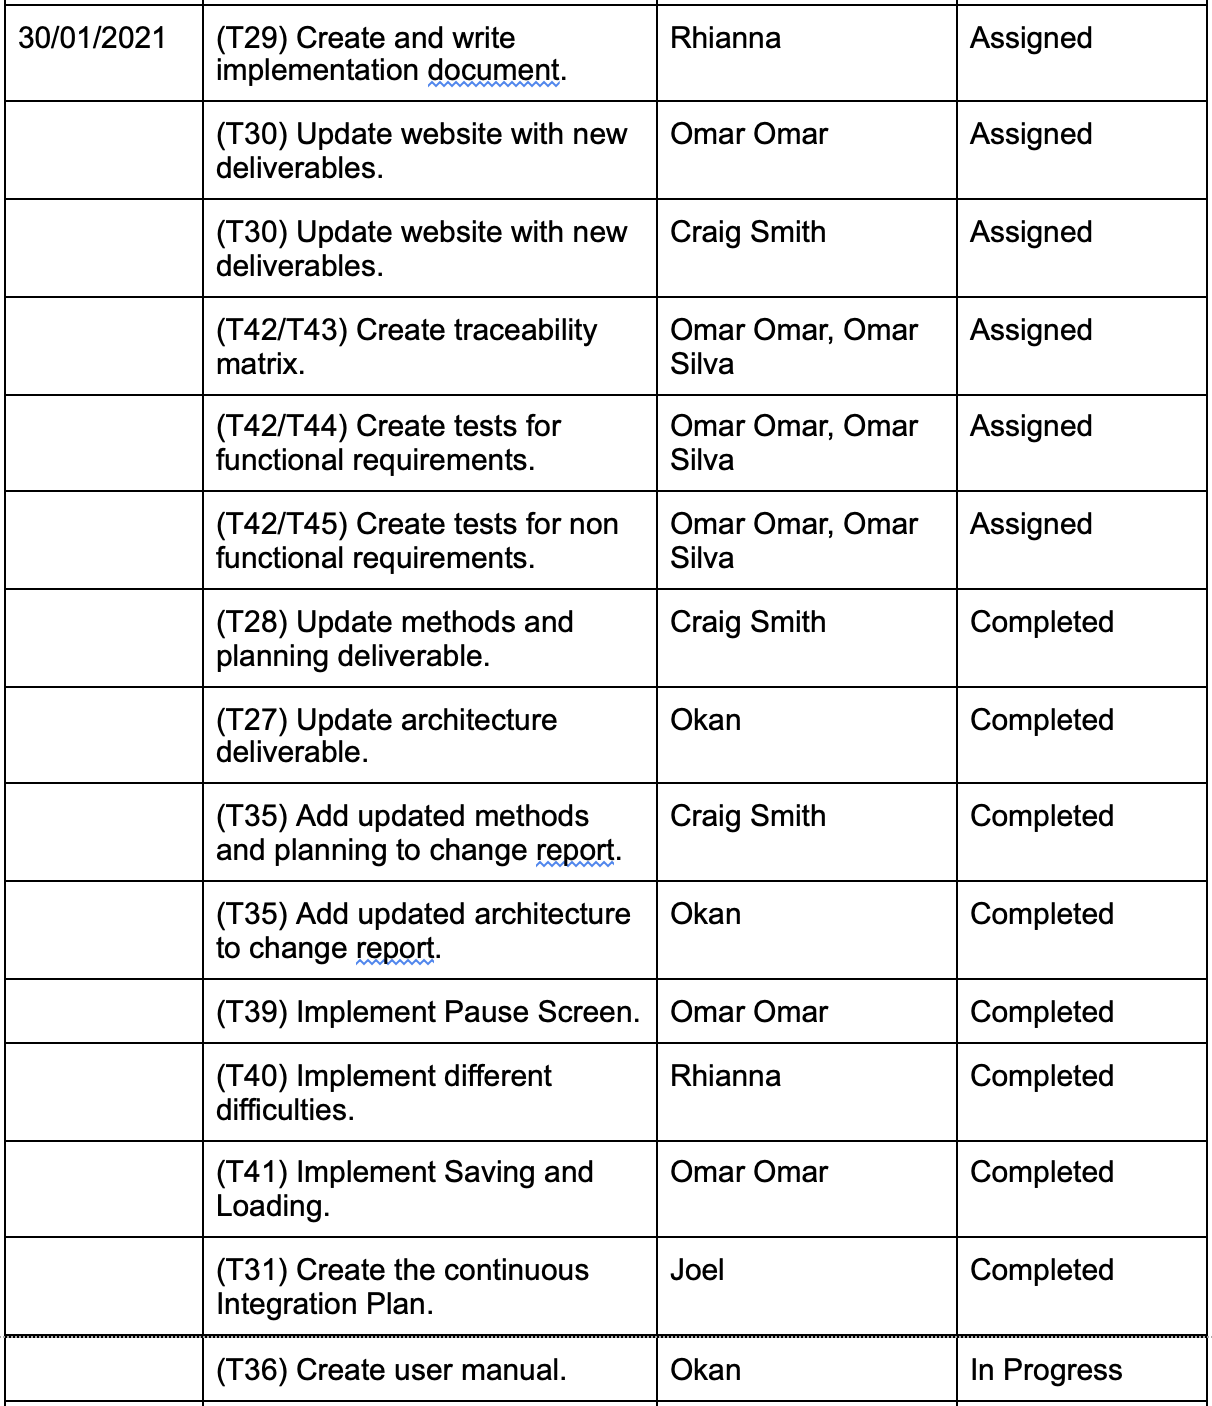 30/01/2021 (T29) Create and write Rhianna Assigned
implementation document.
(T30) Update website with new Omar Omar Assigned
deliverables.
(T30) Update website with new Craig Smith Assigned
deliverables.
(T42/T43) Create traceability Omar Omar, Omar Assigned
matrix. Silva
(T42/T44) Create tests for Omar Omar, Omar Assigned
functional requirements. Silva
(T42/T45) Create tests for non Omar Omar, Omar Assigned
functional requirements. Silva
(T28) Update methods and Craig Smith Completed
planning deliverable.
(T27) Update architecture Okan Completed
deliverable.
(T35) Add updated methods Craig Smith Completed
and planning to change report.
(T35) Add updated architecture Okan Completed
to change report.
(T39) Implement Pause Screen. Omar Omar Completed
(T40) Implement different Rhianna Completed
difficulties.
(T41) Implement Saving and Omar Omar Completed
Loading.
(T31) Create the continuous Joel Completed
Integration Plan.
(T36) Create user manual. Okan In Progress